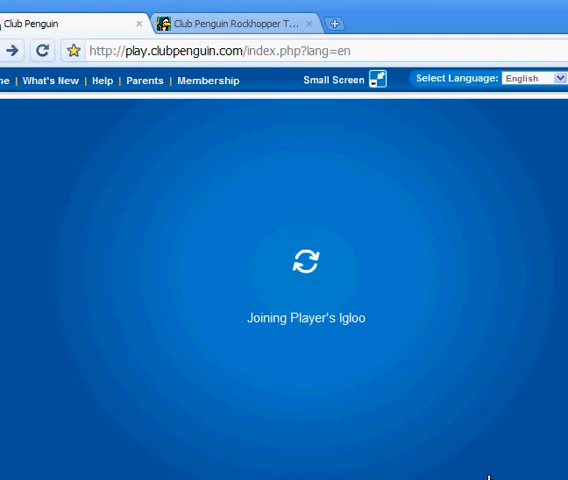 Club Penguin
Club Penguin Rockhopper T...
http://play.clubpenguin.com/index.php?lang=en
me | What's New | Help | Parents | Membership
Small Screen
Select Language: English
Joining Player's Igloo